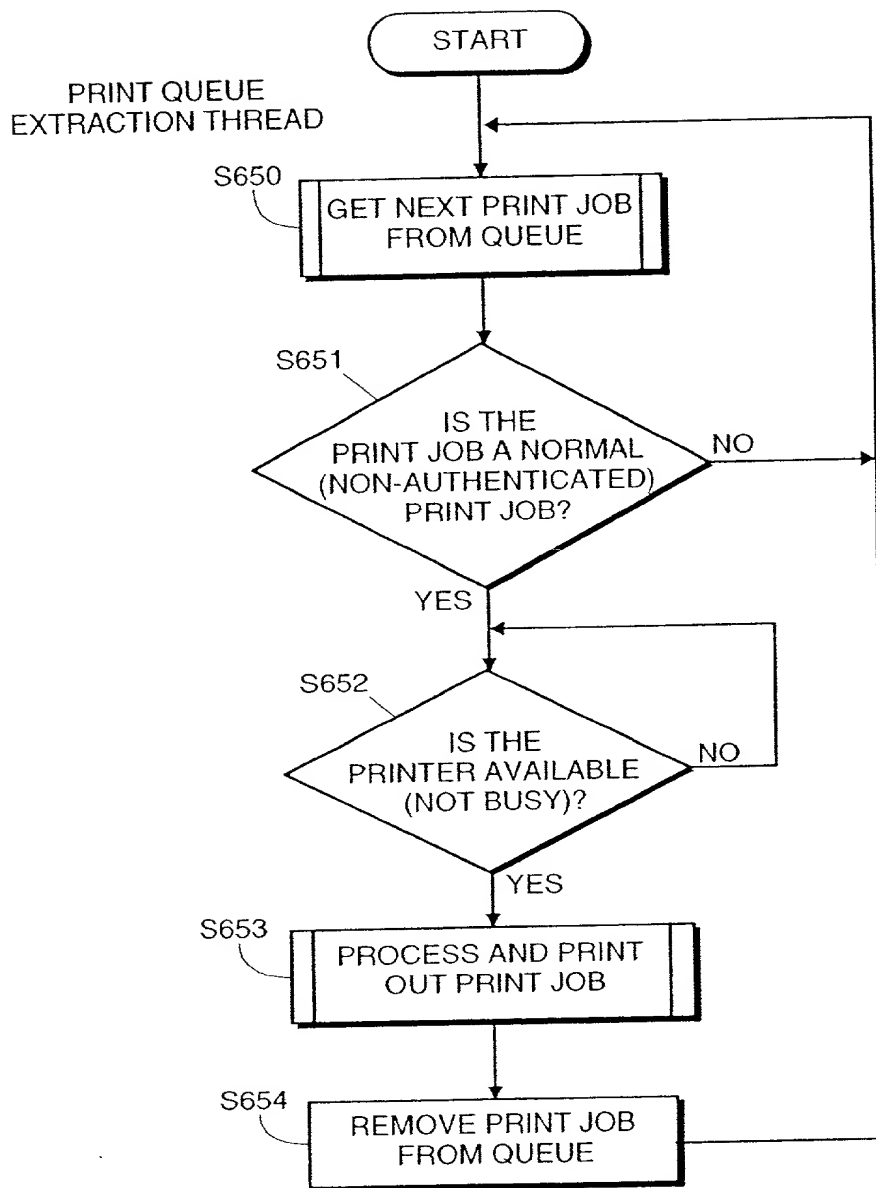 START
PRINT QUEUE
EXTRACTION THREAD
S650
GET NEXT PRINT JOB
FROM QUEUE
S651
IS THE
PRINT JOB A NORMAL
(NON-AUTHENTICATED)
PRINT JOB?
NO
YES
S652
IS THE
PRINTER AVAILABLE
(NOT BUSY)?
NO
YES
S653
PROCESS AND PRINT
OUT PRINT JOB
S654
REMOVE PRINT JOB
FROM QUEUE